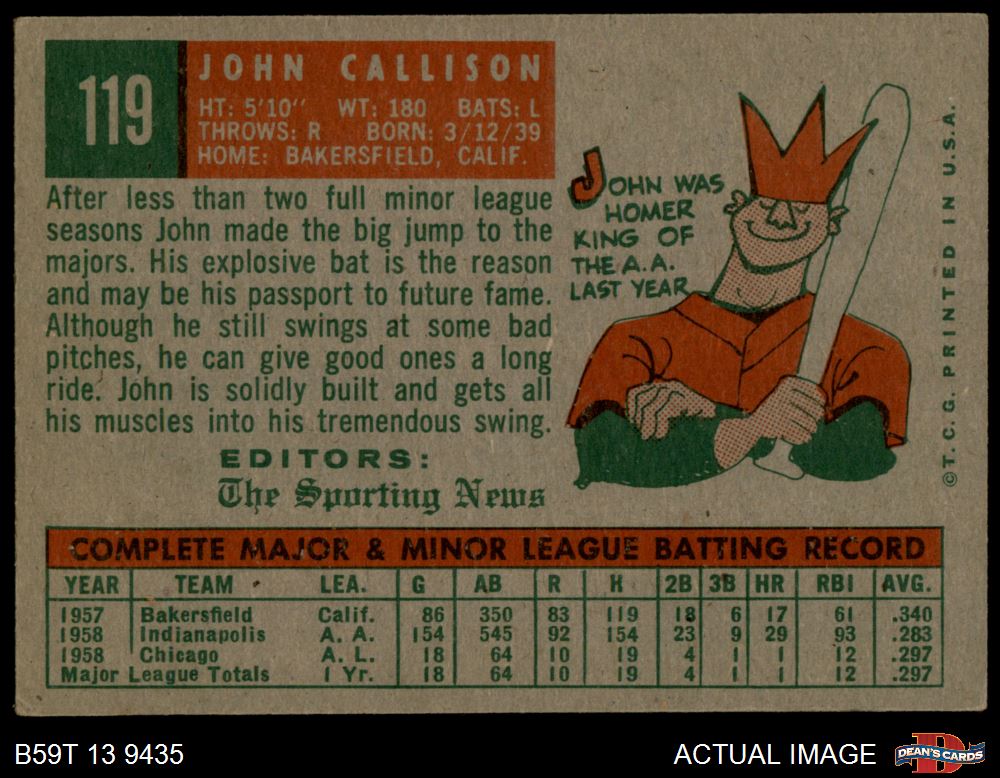 119
JOHN CALLISON
HT: 5'10'' WT: 180 BATS: L
THROWS: R BORN: 3/12/39
HOME: BAKERSFIELD, CALIF.
After less than two full minor league
seasons John made the big jump to the
majors. His explosive bat is the reason
and may be his passport to future fame.
Although he still swings at some bad
pitches, he can give good ones a long
ride. John is solidly built and gets all
his muscles into his tremendous swing.
EDITORS:
The Sporting News
JOHN WAS
HOMER
KING OF
THE A.A.
LAST YEAR
©T.C.G. PRINTED IN U.S.A.
COMPLETE MAJOR & MINOR LEAGUE BATTING RECORD
YEAR TEAM LEA. G AB R H 2B 3B HR RBI AVG.
1957 Bakersfield Calif. 86 350 83 119 18 6 17 61 .340
1958 Indianapolis A. A. 154 545 92 154 23 9 29 93 .283
1958 Chicago A. L. 18 64 10 19 4 1 1 12 .297
Major League Totals 1 Yr. 18 64 10 19 4 1 1 12 .297
B59T 13 9435
ACTUAL IMAGE
DEAN'S CARDS